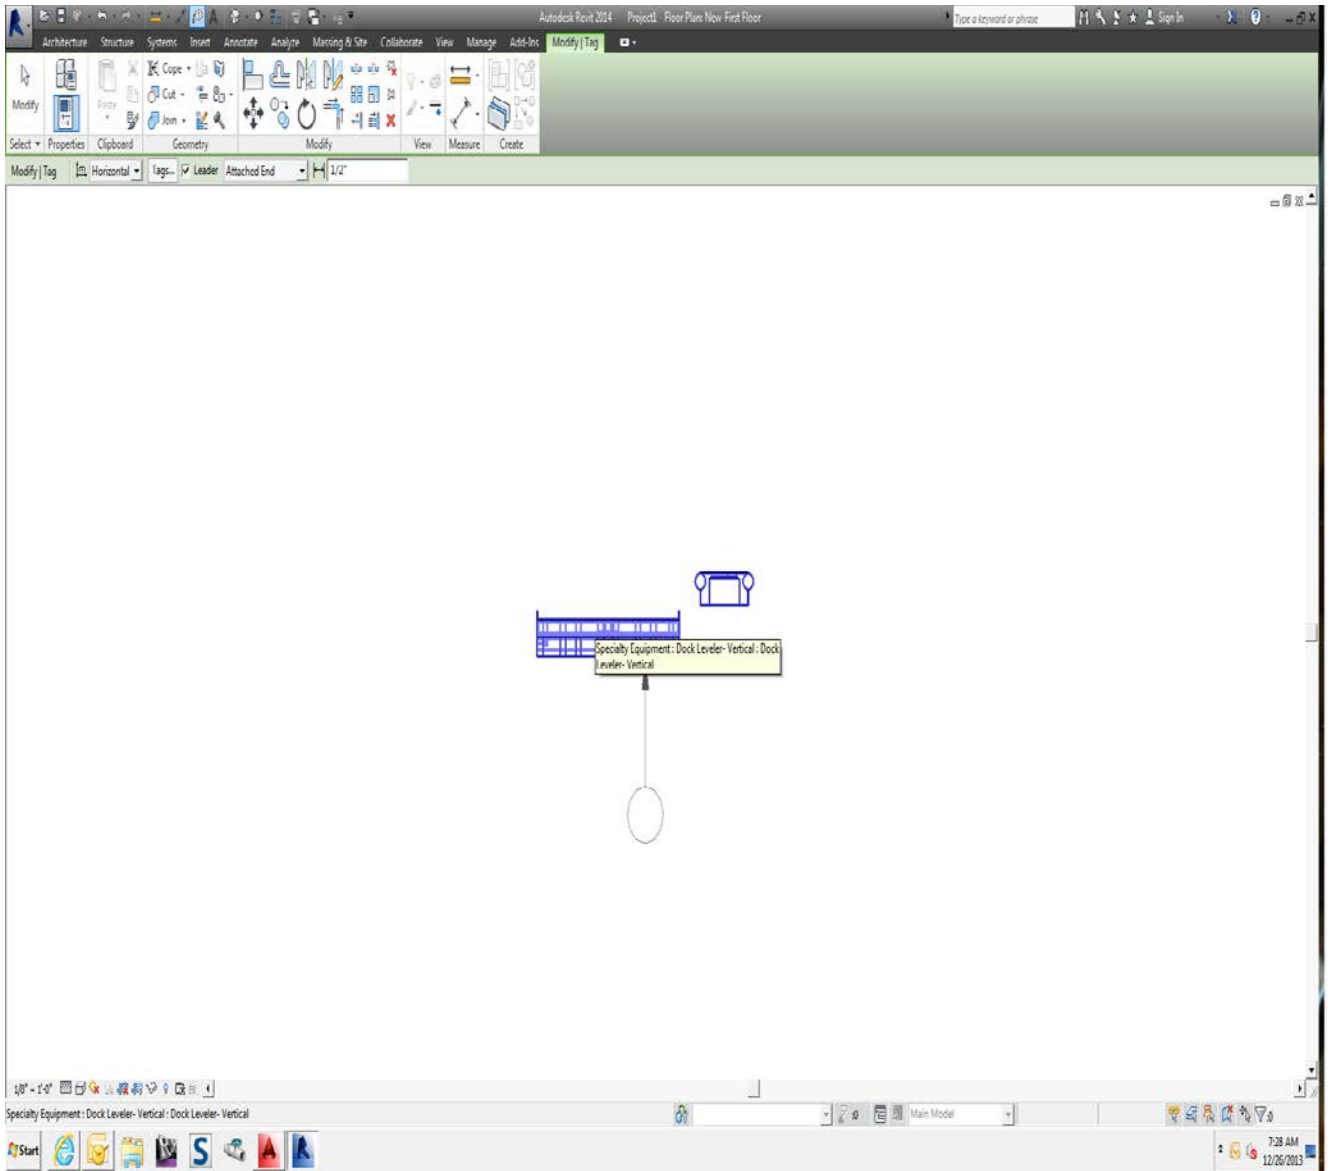 Autodesk Revit 2014 Project1 - Floor Plan: New-First Floor
Type a keyword or phrase
Sign In
Architecture Structure Systems Insert Annotate Analyze Massing & Site Collaborate View Manage Add-Ins Modify | Tag
Cope
Cut
Modify
Paste
Join
Select Properties Clipboard Geometry Modify View Measure Create
Modify | Tag Horizontal Tags... Leader Attached End 1/2"
Specialty Equipment : Dock Leveler- Vertical : Dock
Leveler- Vertical
1/8" = 1'-0"
Specialty Equipment : Dock Leveler- Vertical : Dock Leveler- Vertical
:0
Main Model
:0
Start
7:28 AM
12/26/2013